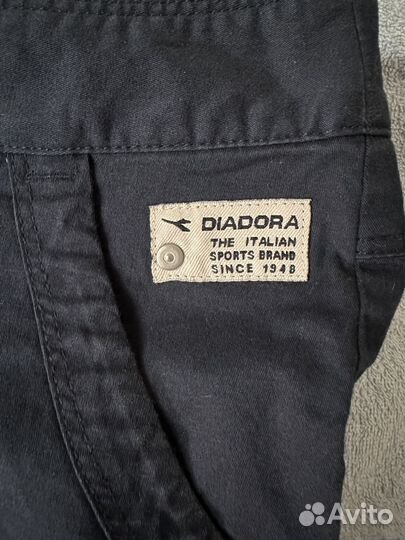 DIADORA
THE ITALIAN
SPORTS BRAND
SINCE 1948
Avito